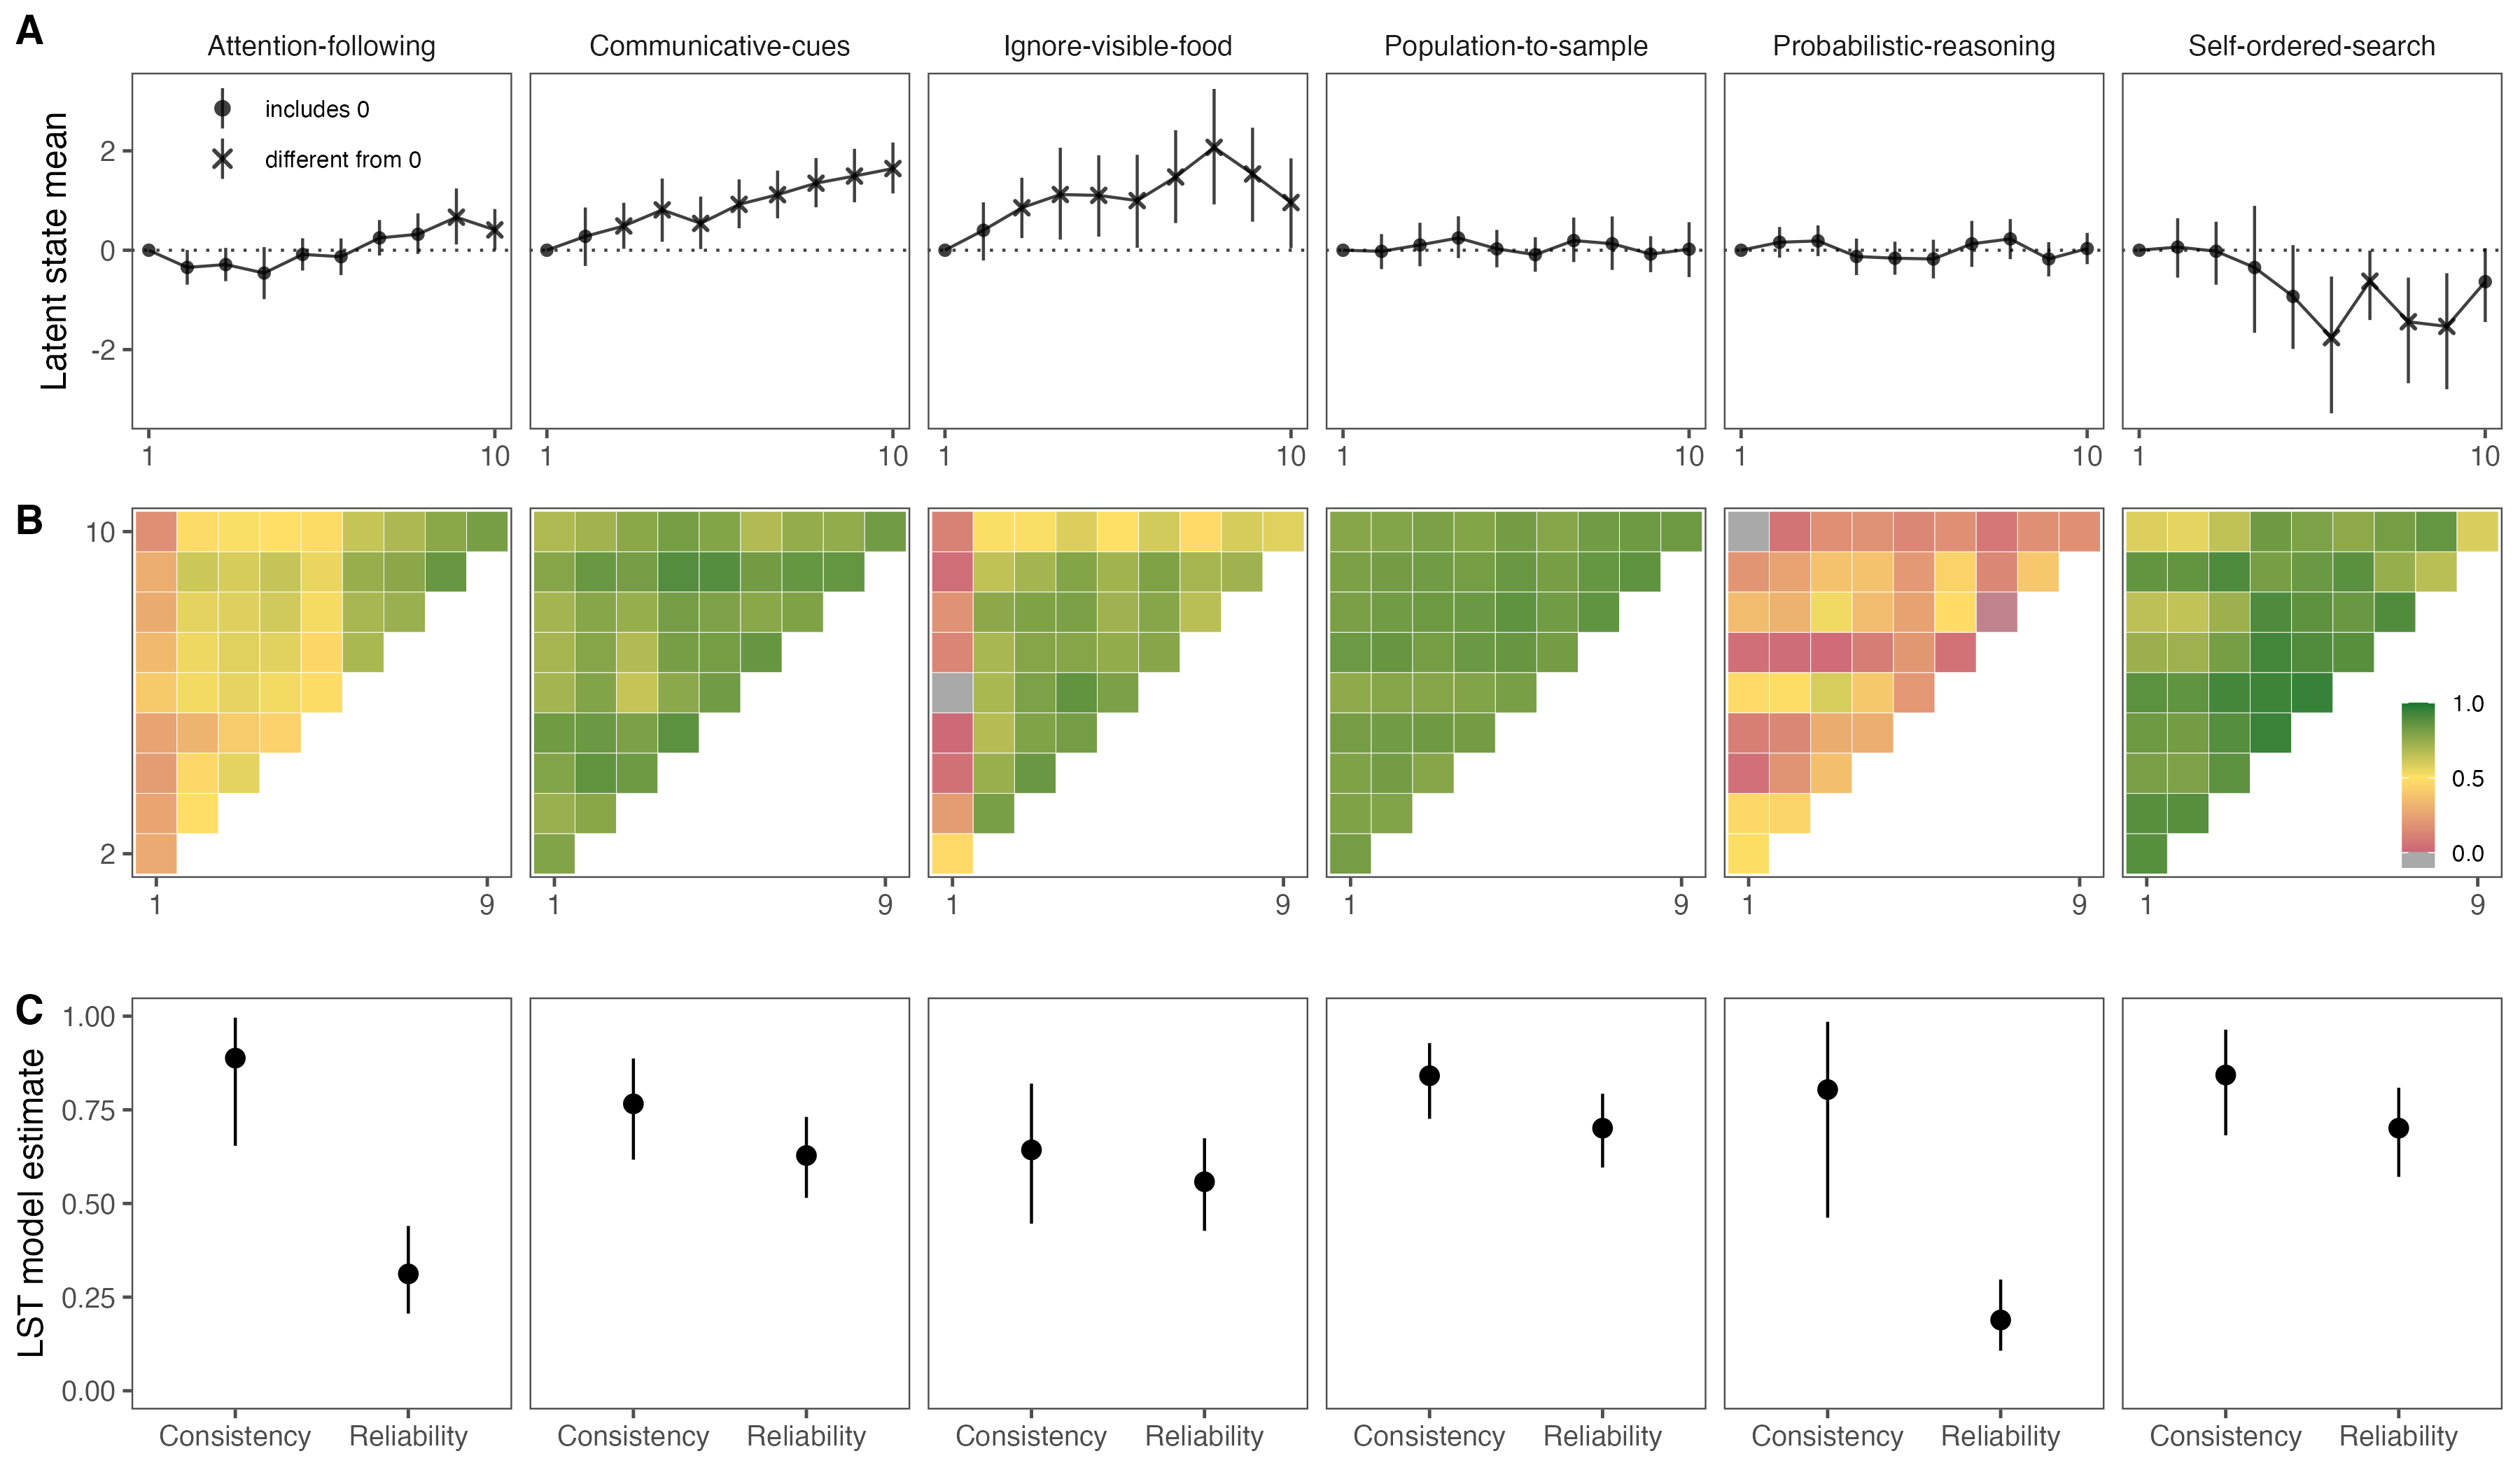 A
Attention-following
Communicative-cues
Ignore-visible-food
Population-to-sample
Probabilistic-reasoning
Self-ordered-search
Latent state mean
2
0
-2
includes 0
different from 0
1 10
1 10
1 10
1 10
1 10
1 10
B
10
2
1 9
1 9
1 9
1 9
1 9
1 9
1.0
0.5
0.0
C
LST model estimate
1.00
0.75
0.50
0.25
0.00
Consistency Reliability
Consistency Reliability
Consistency Reliability
Consistency Reliability
Consistency Reliability
Consistency Reliability